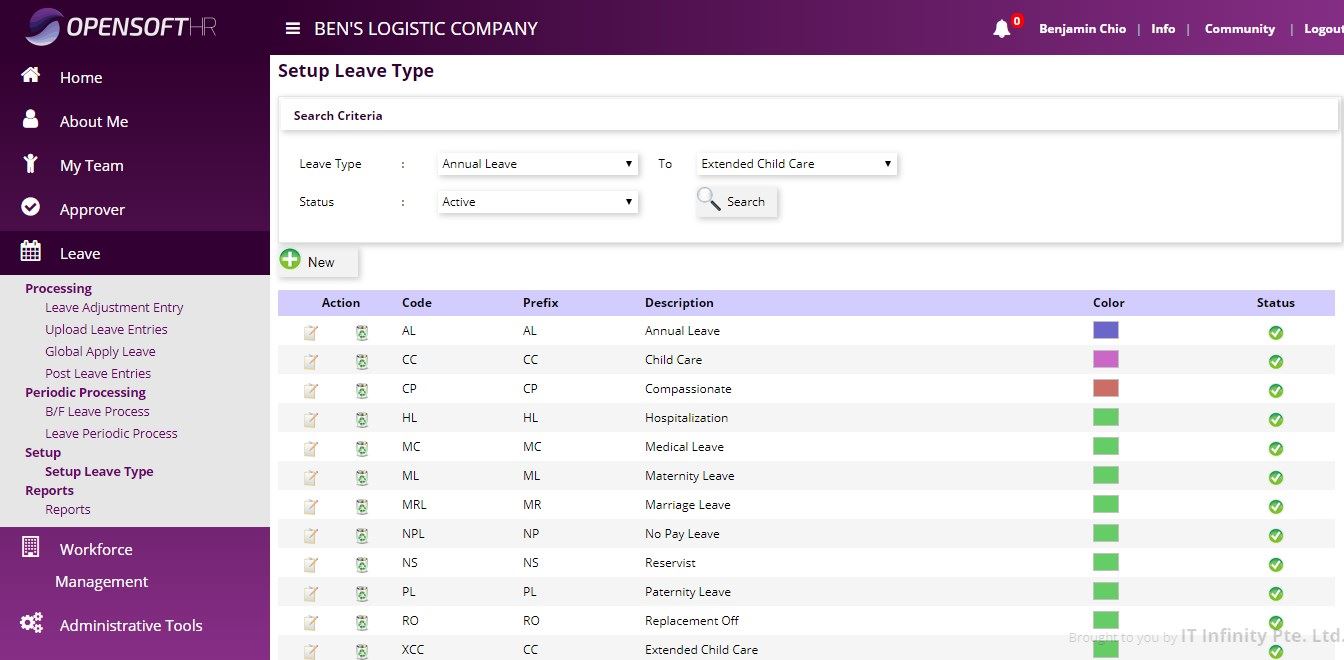 OPENSOFTHR
BEN'S LOGISTIC COMPANY
0
Benjamin Chio | Info | Community | Logout
Home
About Me
My Team
Approver
Leave
Processing
Leave Adjustment Entry
Upload Leave Entries
Global Apply Leave
Post Leave Entries
Periodic Processing
B/F Leave Process
Leave Periodic Process
Setup
Setup Leave Type
Reports
Reports
Workforce
Management
Administrative Tools
Setup Leave Type
Search Criteria
Leave Type : Annual Leave To Extended Child Care
Status : Active Search
New
Action Code Prefix Description Color Status
AL AL Annual Leave
CC CC Child Care
CP CP Compassionate
HL HL Hospitalization
MC MC Medical Leave
ML ML Maternity Leave
MRL MR Marriage Leave
NPL NP No Pay Leave
NS NS Reservist
PL PL Paternity Leave
RO RO Replacement Off
Brought to you by IT Infinity Pte. Ltd.
XCC CC Extended Child Care